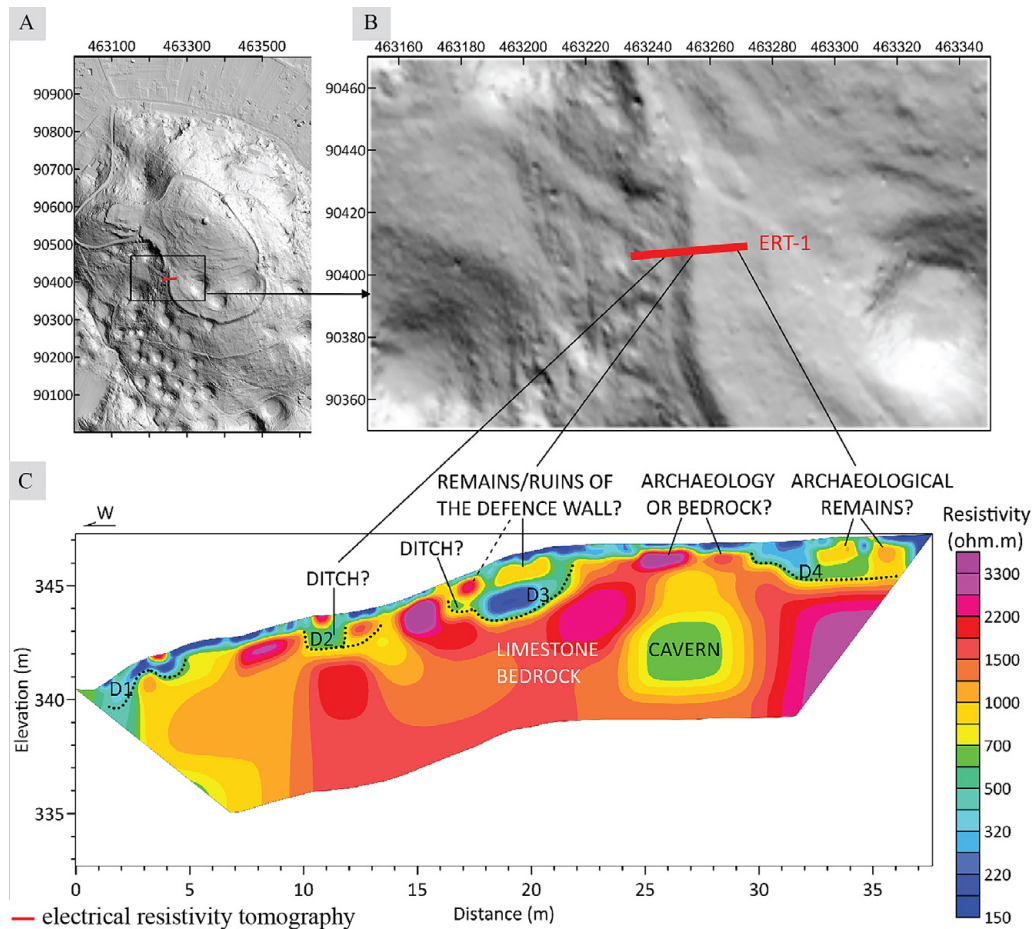 A
463100 463300 463500
90900
90800
90700
90600
90500
90400
90300
90200
90100
B
463160 463180 463200 463220 463240 463260 463280 463300 463320 463340
90460
90440
90420
90400
90380
90360
ERT-1
C
W
DITCH?
DITCH?
REMAINS/RUINS OF
THE DEFENCE WALL?
ARCHAEOLOGY
OR BEDROCK?
ARCHAEOLOGICAL
REMAINS?
D1
D2
D3
D4
LIMESTONE
BEDROCK
CAVERN
Elevation (m)
345
340
335
0 5 10 15 20 25 30 35
Distance (m)
Resistivity
(ohm.m)
3300
2200
1500
1000
700
500
320
220
150
electrical resistivity tomography